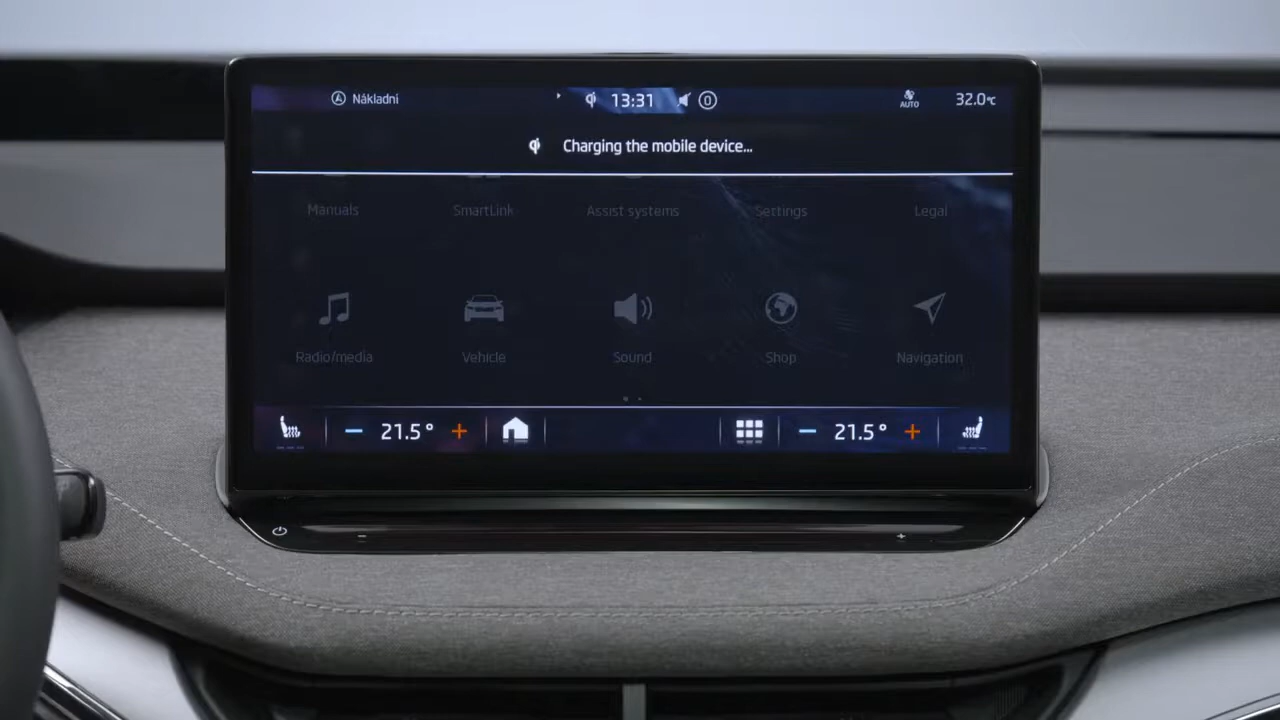 Nákladní 13:31 0 AUTO 32.0°C
Charging the mobile device...
Manuals SmartLink Assist systems Settings Legal
Radio/media Vehicle Sound Shop Navigation
− 21.5° + − 21.5° +
− +